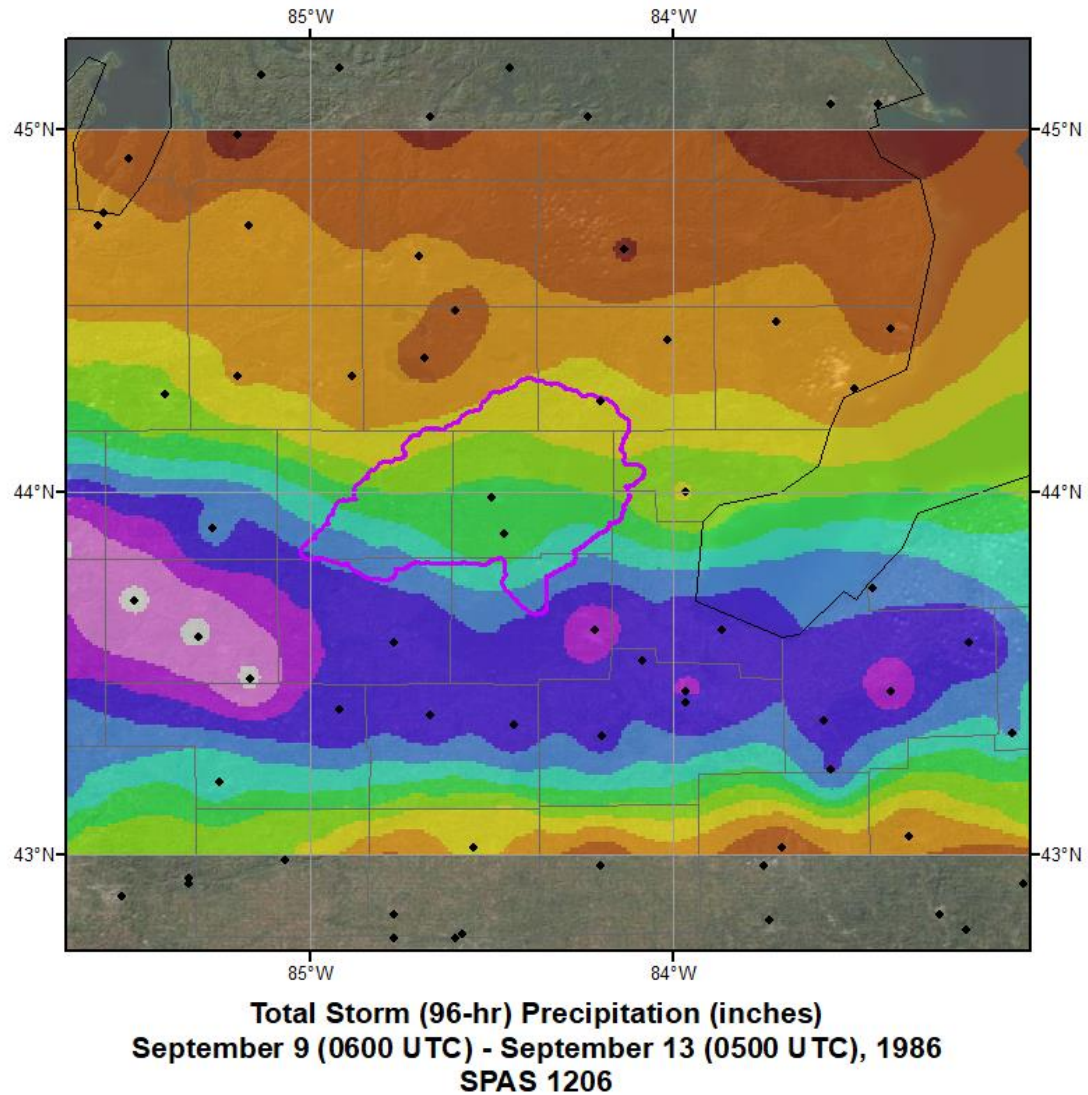 85°W 84°W
45°N 45°N
44°N 44°N
43°N 43°N
85°W 84°W
Total Storm (96-hr) Precipitation (inches)
September 9 (0600 UTC) - September 13 (0500 UTC), 1986
SPAS 1206